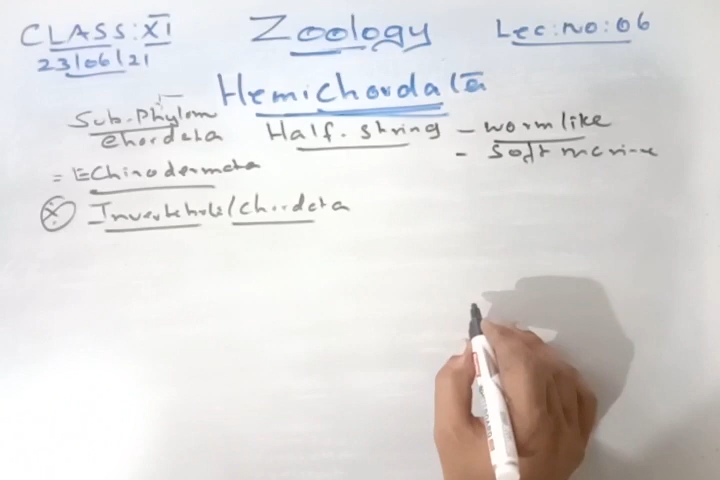 CLASS: XI Zoology Lec: No: 06
23/06/21
Hemichordata
Sub-Phylum Half-String - wormlike
Chordata - Soft marine
= Echinodermata
Invertebrate/Chordata